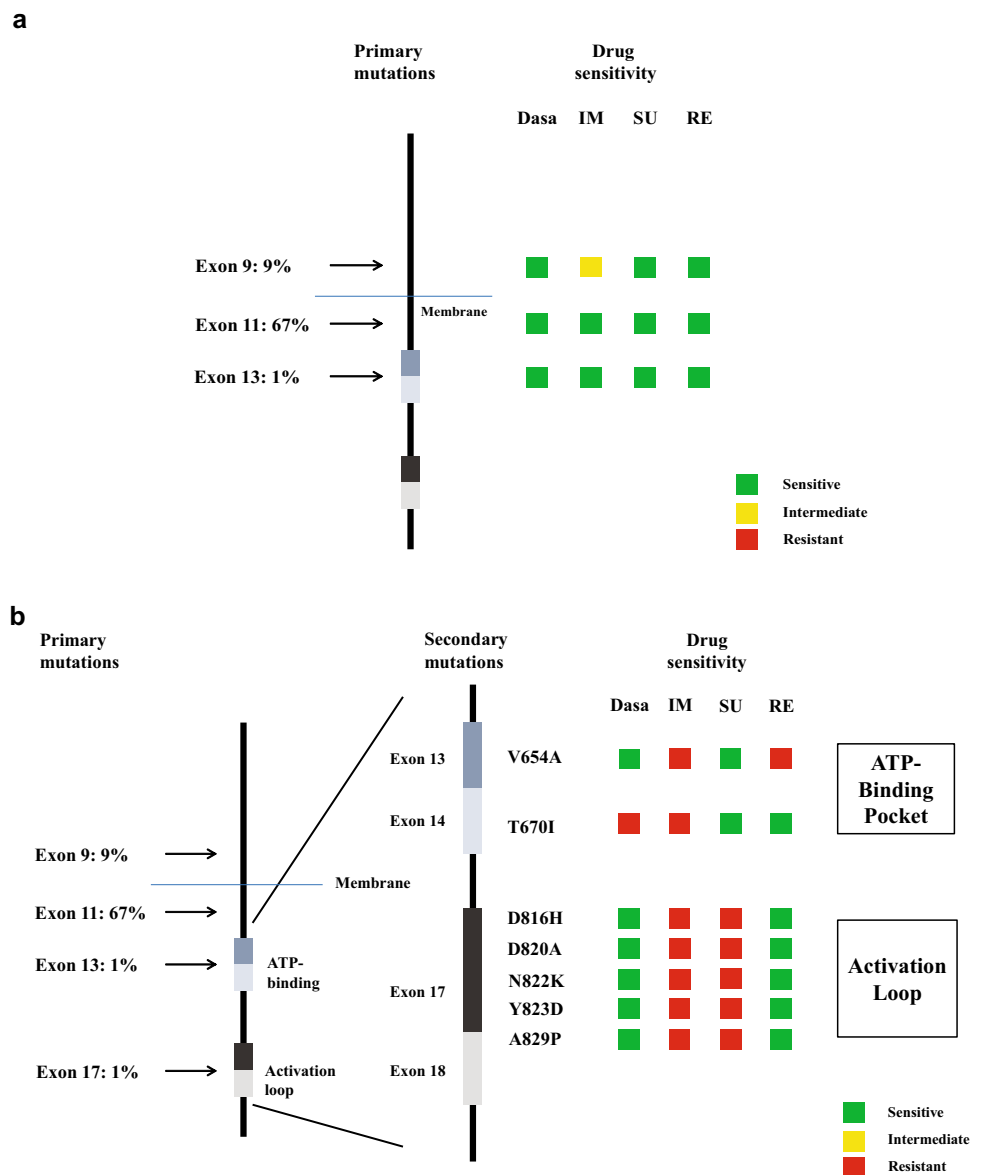 a
Primary
mutations
Drug
sensitivity
Dasa IM SU RE
Exon 9: 9%
Membrane
Exon 11: 67%
Exon 13: 1%
Sensitive
Intermediate
Resistant
b
Primary
mutations
Secondary
mutations
Drug
sensitivity
Dasa IM SU RE
Exon 13 V654A
ATP-
Binding
Pocket
Exon 14 T670I
Exon 9: 9%
Membrane
Exon 11: 67%
Exon 13: 1%
ATP-
binding
D816H
D820A
Exon 17
N822K
Y823D
A829P
Activation
Loop
Exon 18
Exon 17: 1%
Activation
loop
Sensitive
Intermediate
Resistant